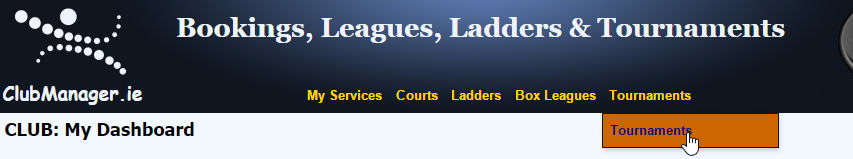 Bookings, Leagues, Ladders & Tournaments
ClubManager.ie
My Services Courts Ladders Box Leagues Tournaments
CLUB: My Dashboard
Tournaments